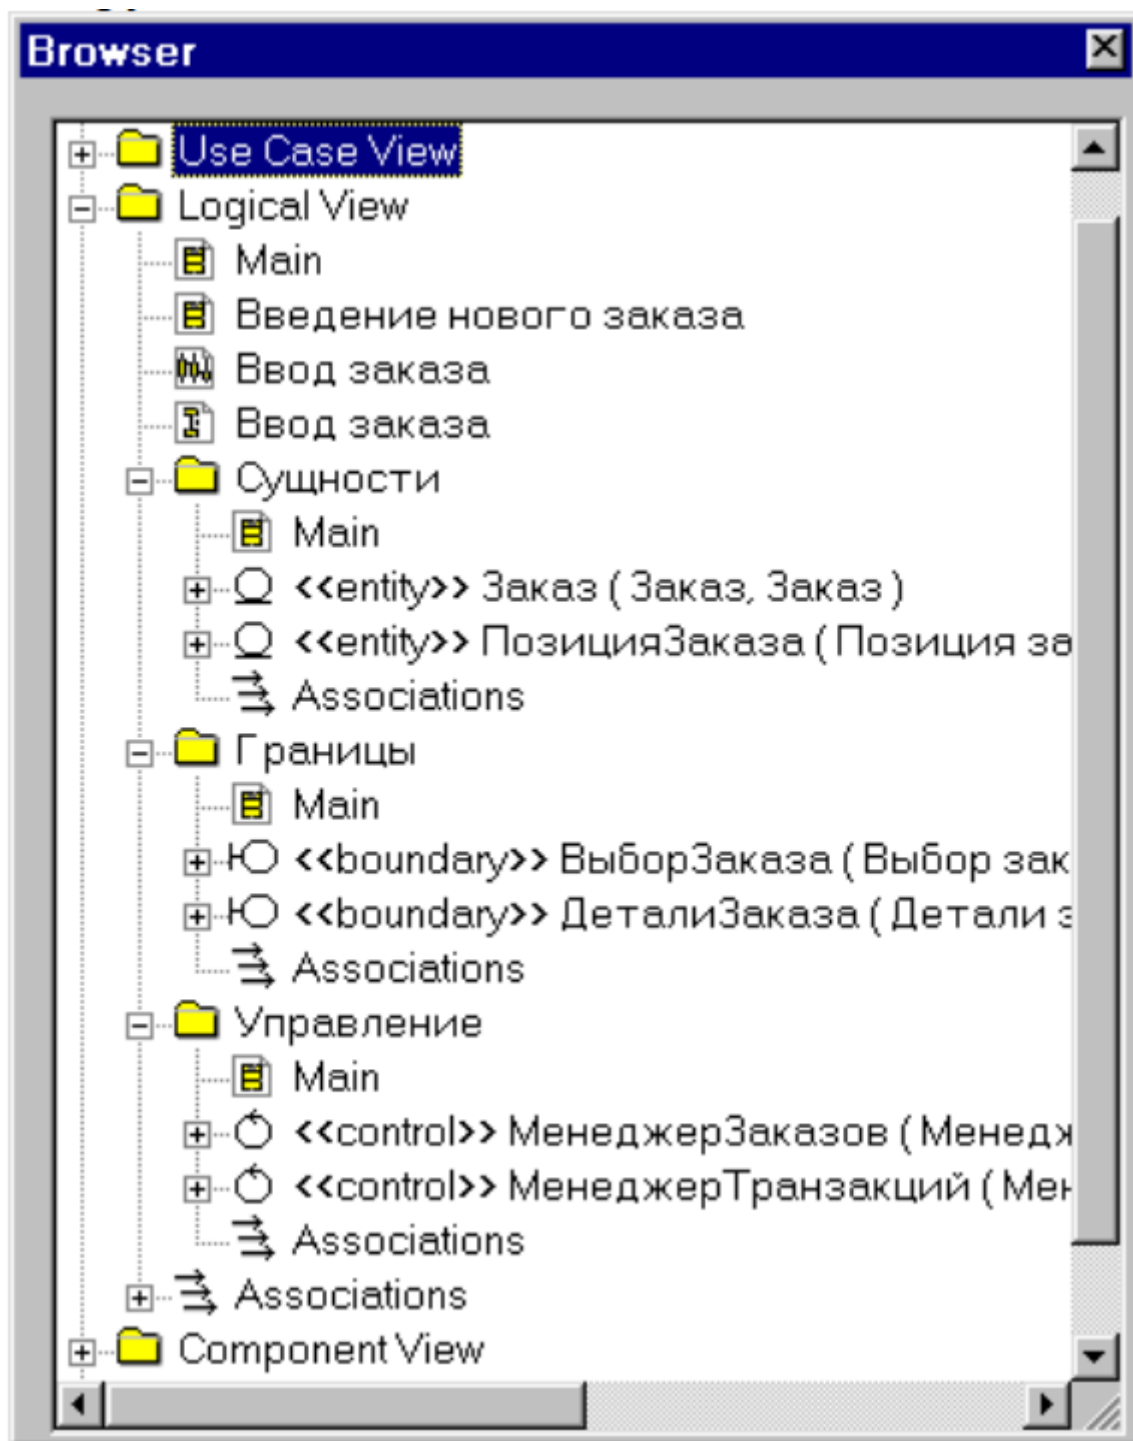 Browser
Use Case View
Logical View
Main
Введение нового заказа
Ввод заказа
Ввод заказа
Сущности
Main
<<entity>> Заказ ( Заказ, Заказ )
<<entity>> ПозицияЗаказа ( Позиция за
Associations
Границы
Main
<<boundary>> ВыборЗаказа ( Выбор зак
<<boundary>> ДеталиЗаказа ( Детали з
Associations
Управление
Main
<<control>> МенеджерЗаказов ( Менедж
<<control>> МенеджерТранзакций ( Мен
Associations
Associations
Component View